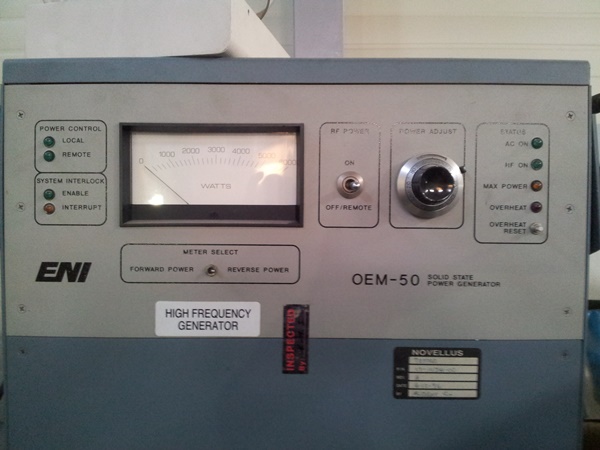 POWER CONTROL
LOCAL
REMOTE
SYSTEM INTERLOCK
ENABLE
INTERRUPT
0 1000 2000 3000 4000
WATTS
RF POWER
ON
OFF/REMOTE
POWER ADJUST
STATUS
AC ON
RF ON
MAX POWER
OVERHEAT
OVERHEAT
RESET
METER SELECT
FORWARD POWER REVERSE POWER
ENI
OEM-50 SOLID STATE
POWER GENERATOR
HIGH FREQUENCY
GENERATOR
INSPECTED
By
NOVELLUS